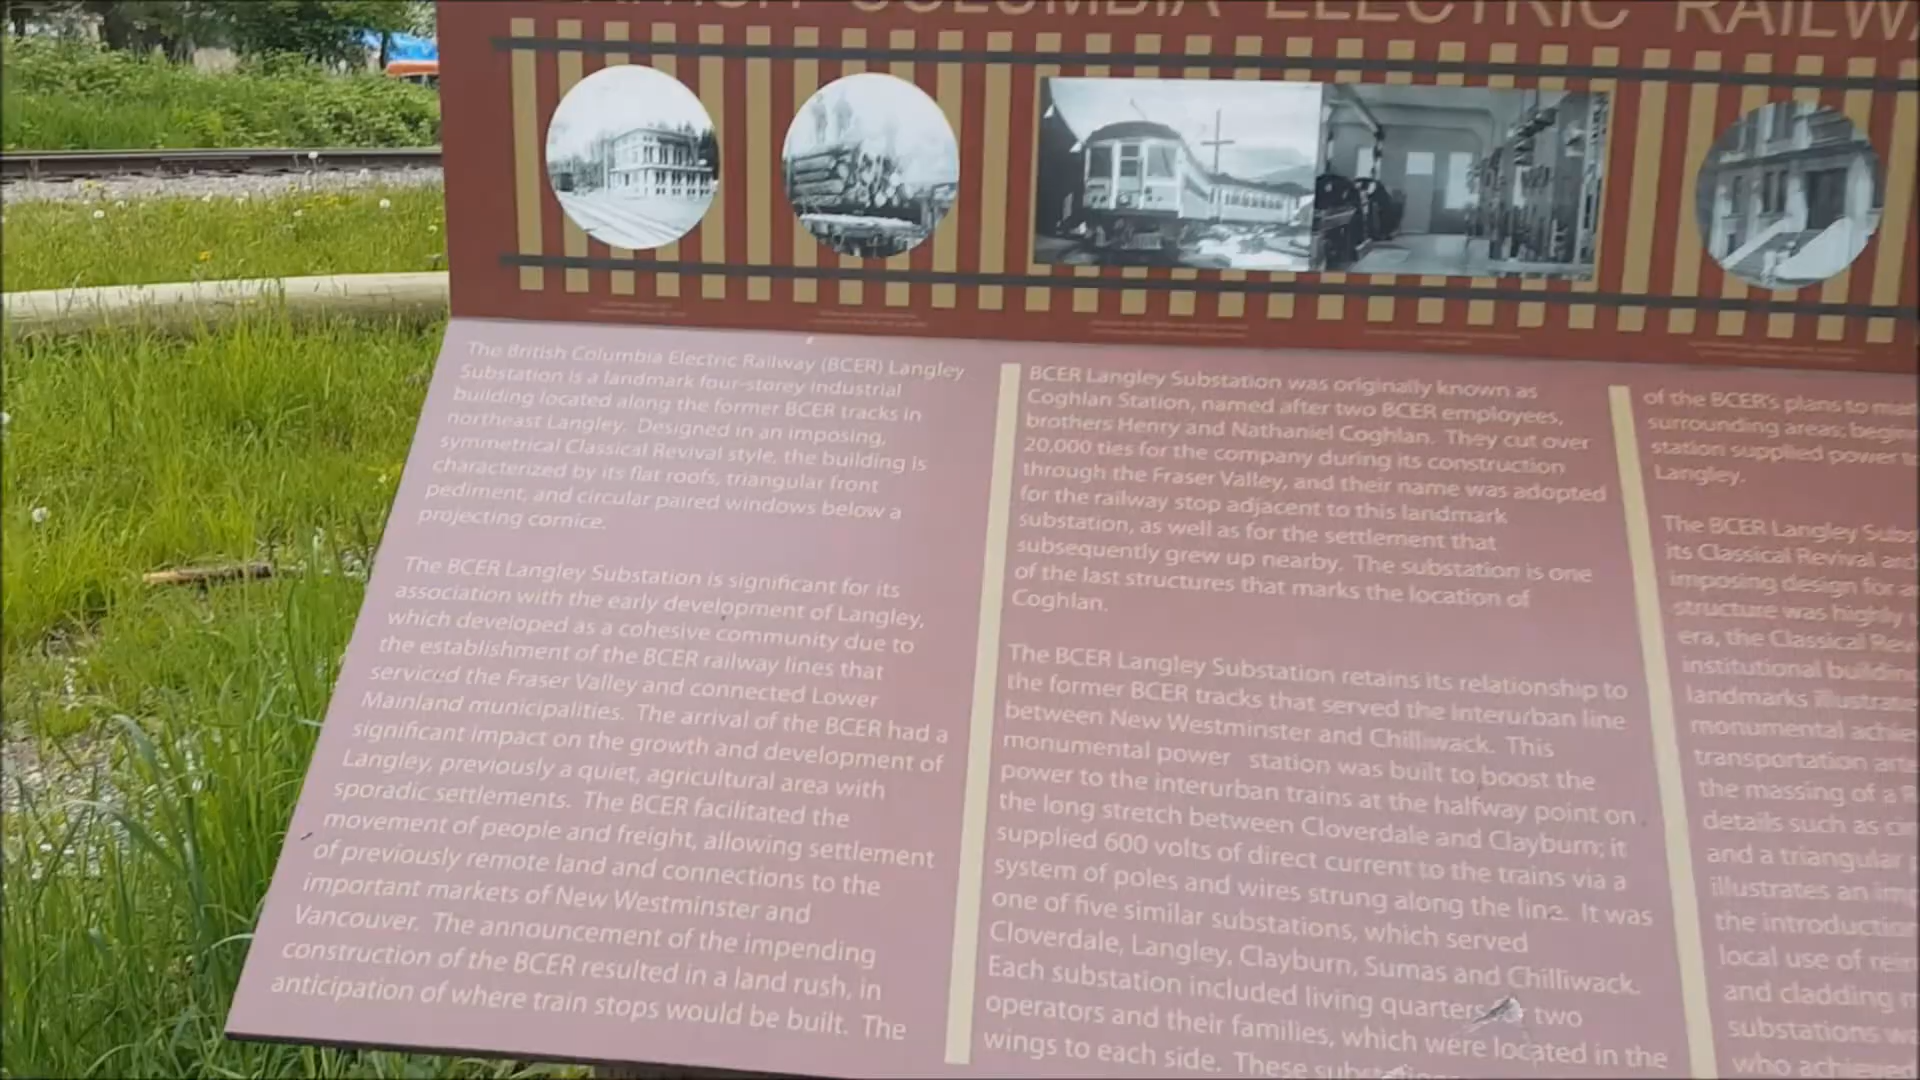 BRITISH COLUMBIA ELECTRIC RAILWA
The British Columbia Electric Railway (BCER) Langley
Substation is a landmark four-storey industrial
building located along the former BCER tracks in
northeast Langley. Designed in an imposing,
symmetrical Classical Revival style, the building is
characterized by its flat roofs, triangular front
pediment, and circular paired windows below a
projecting cornice.
The BCER Langley Substation is significant for its
association with the early development of Langley,
which developed as a cohesive community due to
the establishment of the BCER railway lines that
serviced the Fraser Valley and connected Lower
Mainland municipalities. The arrival of the BCER had a
significant impact on the growth and development of
Langley, previously a quiet, agricultural area with
sporadic settlements. The BCER facilitated the
movement of people and freight, allowing settlement
of previously remote land and connections to the
important markets of New Westminster and
Vancouver. The announcement of the impending
construction of the BCER resulted in a land rush, in
anticipation of where train stops would be built. The
BCER Langley Substation was originally known as
Coghlan Station, named after two BCER employees,
brothers Henry and Nathaniel Coghlan. They cut over
20,000 ties for the company during its construction
through the Fraser Valley, and their name was adopted
for the railway stop adjacent to this landmark
substation, as well as for the settlement that
subsequently grew up nearby. The substation is one
of the last structures that marks the location of
Coghlan.
The BCER Langley Substation retains its relationship to
the former BCER tracks that served the Interurban line
between New Westminster and Chilliwack. This
monumental power station was built to boost the
power to the interurban trains at the halfway point on
the long stretch between Cloverdale and Clayburn; it
supplied 600 volts of direct current to the trains via a
system of poles and wires strung along the line. It was
one of five similar substations, which served
Cloverdale, Langley, Clayburn, Sumas and Chilliwack.
Each substation included living quarters for two
operators and their families, which were located in the
wings to each side. These substations
of the BCER's plans to
surrounding areas; begin
station supplied power t
Langley.
The BCER Langley Subs
its Classical Revival
imposing design for
structure was highly
era, the Classical Rev
institutional building
landmarks illustrate
monumental achie
transportation
the massing of a
details such as
and a triangular
illustrates an
the introduction
local use of
and cladding
substations
who achieved